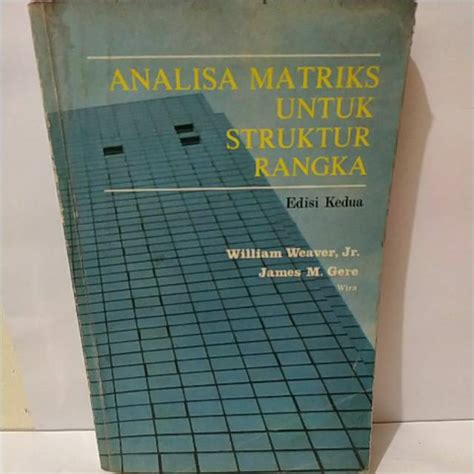 ANALISA MATRIKS
UNTUK
STRUKTUR
RANGKA
Edisi Kedua
William Weaver, Jr.
James M. Gere
Wira